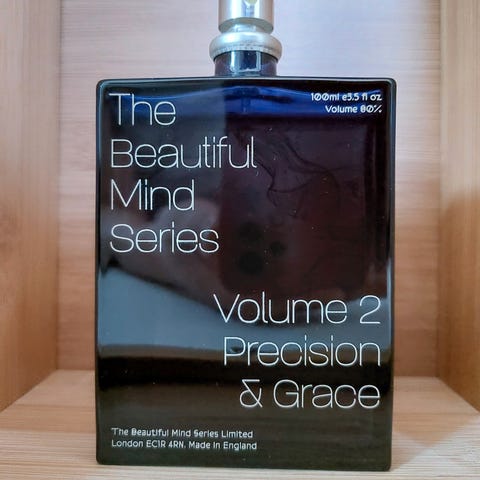 The
Beautiful
Mind
Series
100ml e3.5 fl oz
Volume 80%
Volume 2
Precision
& Grace
The Beautiful Mind Series Limited
London EC1R 4RN. Made in England